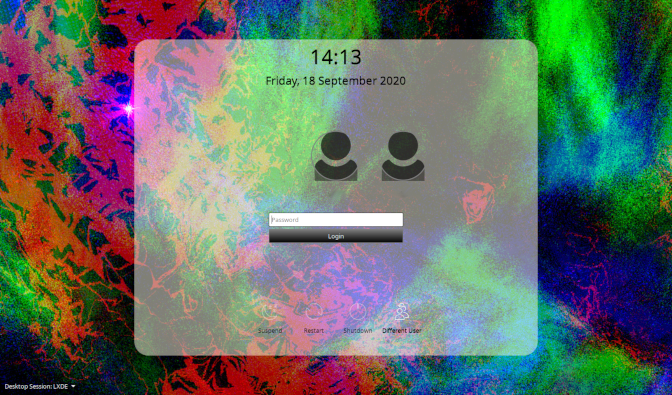 14:13
Friday, 18 September 2020
Password
Login
Suspend
Restart
Shutdown
Different User
Desktop Session: LXDE